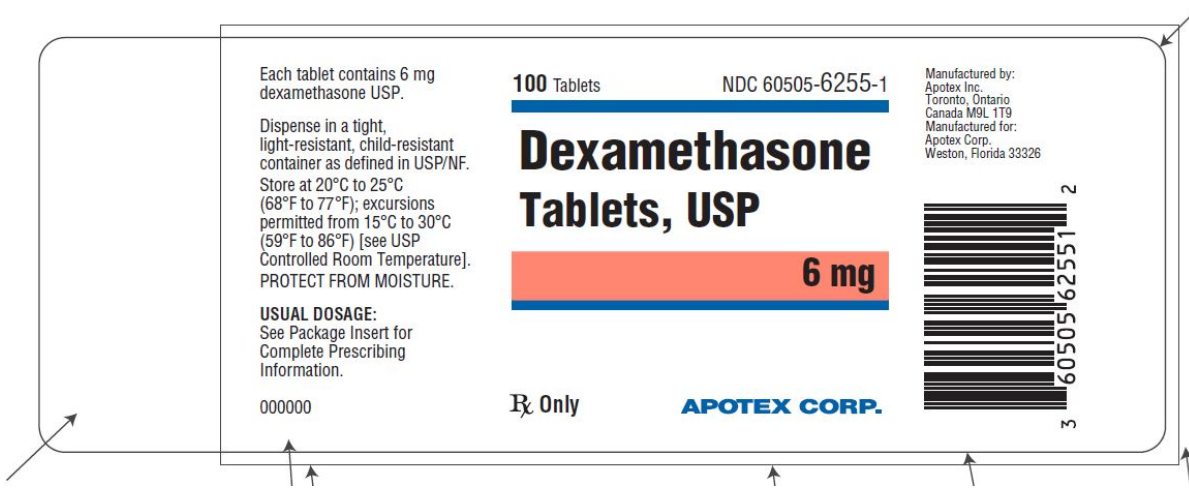 Each tablet contains 6 mg
dexamethasone USP.
Dispense in a tight,
light-resistant, child-resistant
container as defined in USP/NF.
Store at 20°C to 25°C
(68°F to 77°F); excursions
permitted from 15°C to 30°C
(59°F to 86°F) [see USP
Controlled Room Temperature].
PROTECT FROM MOISTURE.
USUAL DOSAGE:
See Package Insert for
Complete Prescribing
Information.
000000
100 Tablets NDC 60505-6255-1
Dexamethasone
Tablets, USP
6 mg
Rx Only APOTEX CORP.
Manufactured by:
Apotex Inc.
Toronto, Ontario
Canada M9L 1T9
Manufactured for:
Apotex Corp.
Weston, Florida 33326
3 60505 62551 2